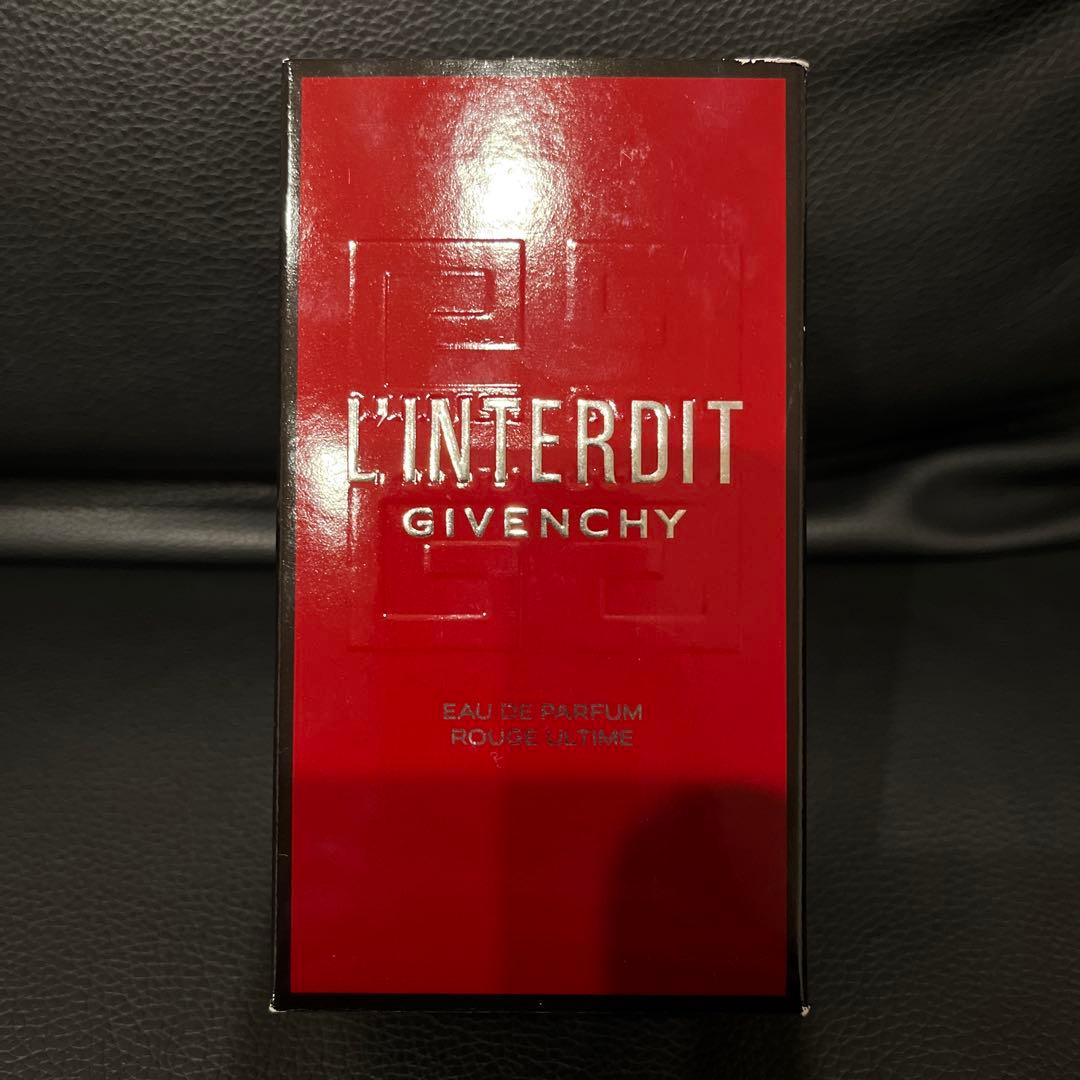 L'INTERDIT
GIVENCHY
EAU DE PARFUM
ROUGE ULTIME